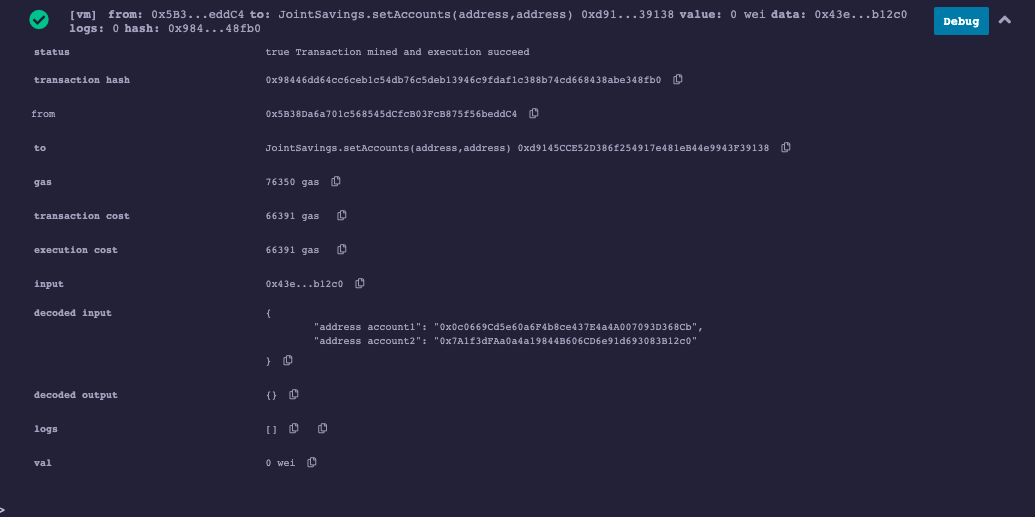 [vm] from: 0x5B3...eddC4 to: JointSavings.setAccounts(address,address) 0xd91...39138 value: 0 wei data: 0x43e...b12c0
logs: 0 hash: 0x984...48fb0
Debug
status true Transaction mined and execution succeed
transaction hash 0x98446dd64cc6ceb1c54db76c5deb13946c9fdaf1c388b74cd668438abe348fb0
from 0x5B38Da6a701c568545dCfcB03FcB875f56beddC4
to JointSavings.setAccounts(address,address) 0xd9145CCE52D386f254917e481eB44e9943F39138
gas 76350 gas
transaction cost 66391 gas
execution cost 66391 gas
input 0x43e...b12c0
decoded input {
"address account1": "0x0c0669Cd5e60a6F4b8ce437E4a4A007093D368Cb",
"address account2": "0x7A1f3dFAa0a4a19844B606CD6e91d693083B12c0"
}
decoded output {}
logs []
val 0 wei
>